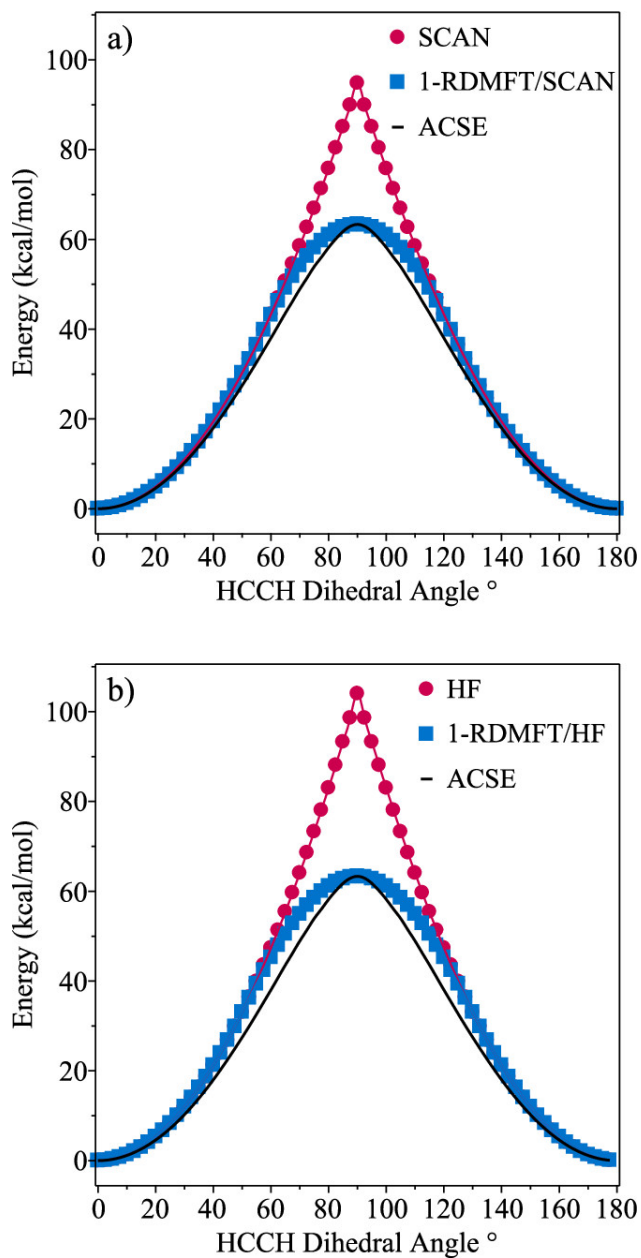 a)
SCAN
1-RDMFT/SCAN
ACSE
Energy (kcal/mol)
100
80
60
40
20
0
0 20 40 60 80 100 120 140 160 180
HCCH Dihedral Angle °
b)
HF
1-RDMFT/HF
ACSE
Energy (kcal/mol)
100
80
60
40
20
0
0 20 40 60 80 100 120 140 160 180
HCCH Dihedral Angle °